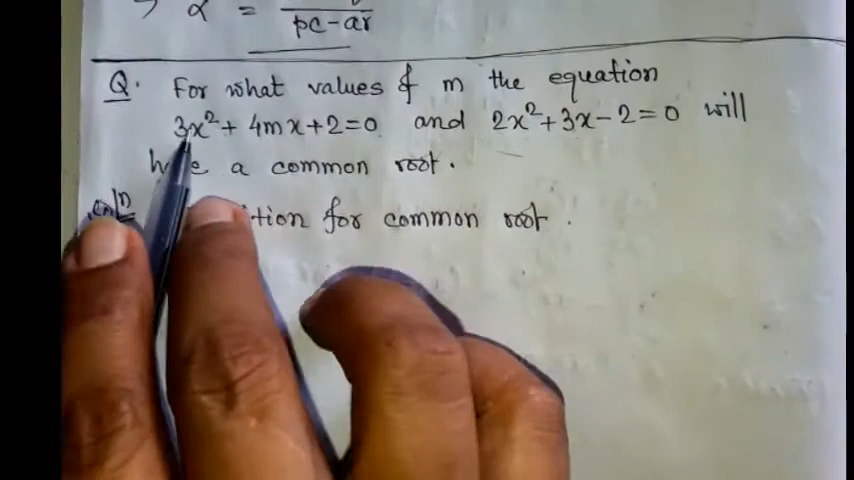 α =
pc-ar
Q. For what values of m the equation
3x²+ 4mx+2=0 and 2x²+3x-2=0 will
a common root.
for common root.